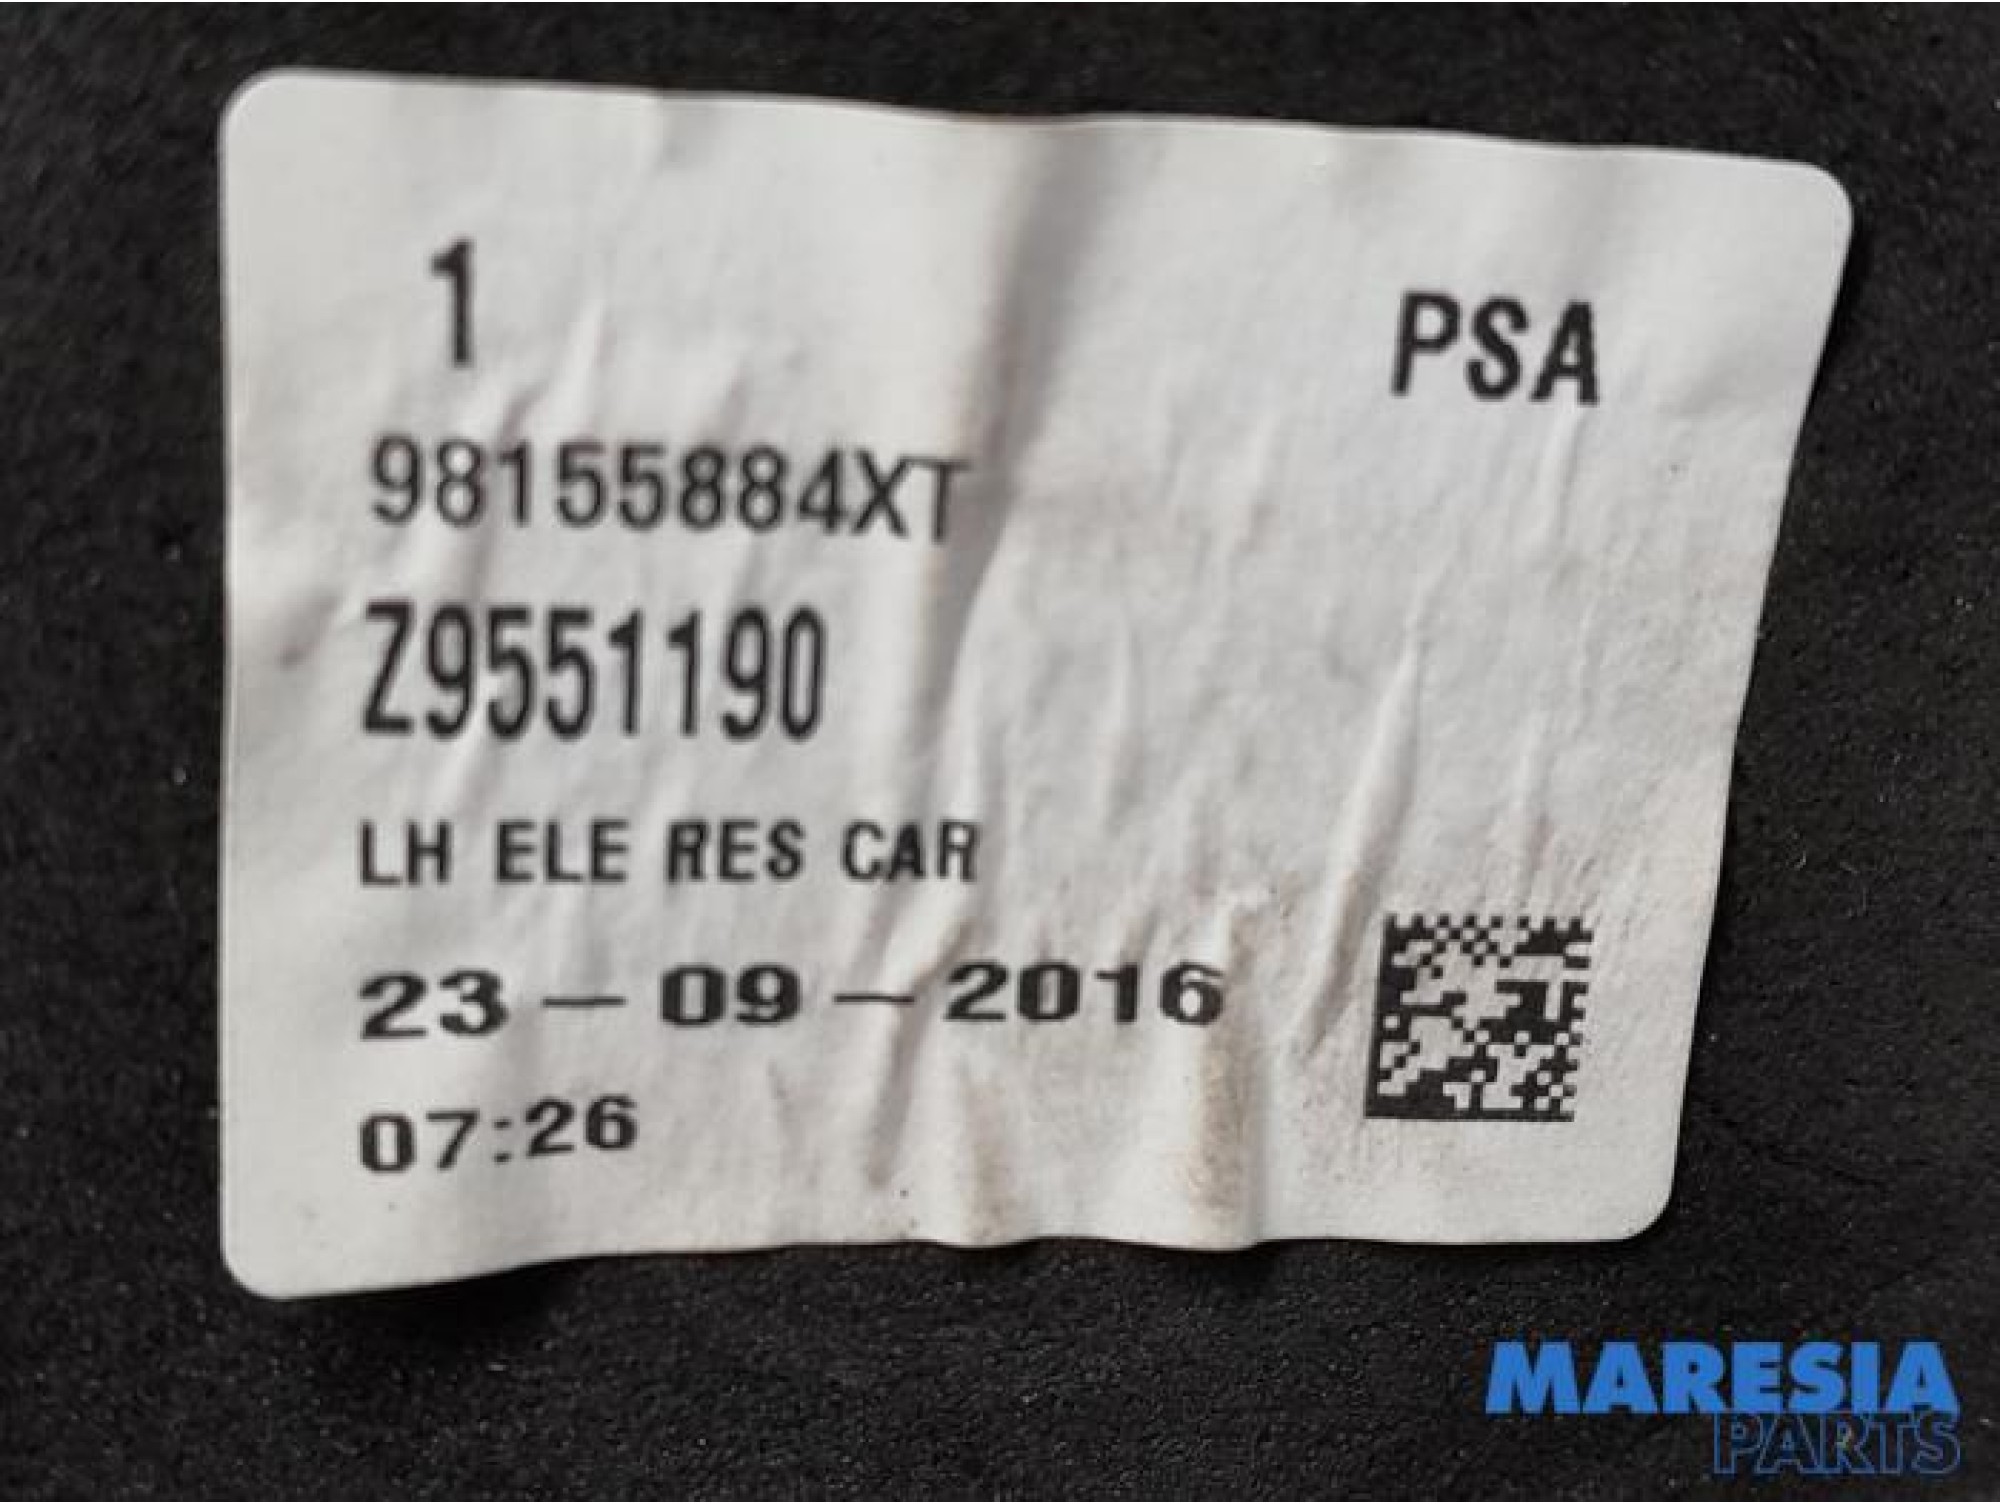 1
PSA
98155884XT
Z9551190
LH ELE RES CAR
23-09-2016
07:26
MARESIA
PARTS